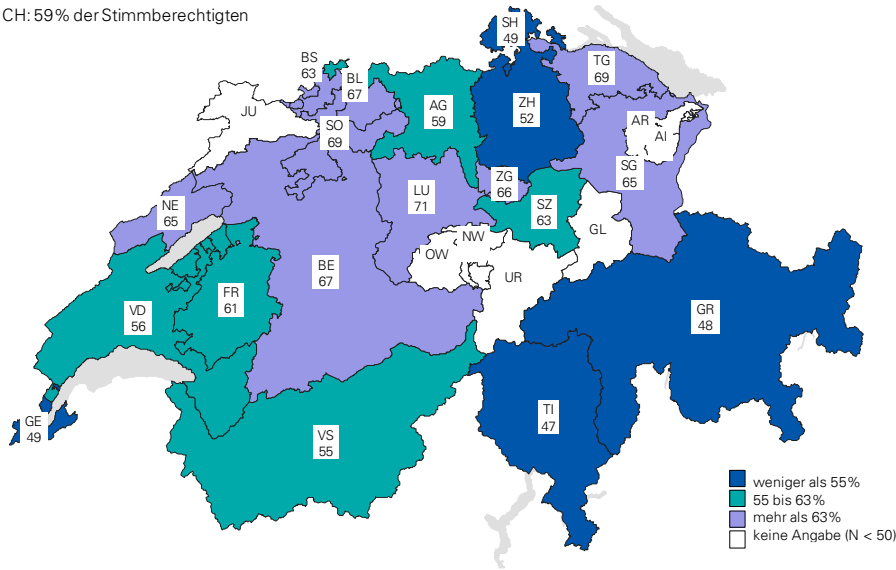 CH: 59% der Stimmberechtigten
SH
49
BS
63
BL
67
TG
69
JU
AG
59
ZH
52
SO
69
AR
AI
ZG
66
SG
65
LU
71
NE
65
SZ
63
GL
NW
OW
UR
BE
67
FR
61
VD
56
GR
48
GE
49
TI
47
VS
55
weniger als 55%
55 bis 63%
mehr als 63%
keine Angabe (N < 50)